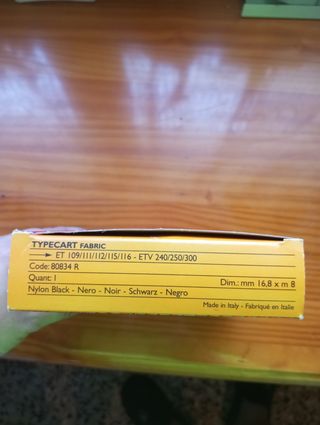 TYPECART FABRIC
ET 109/111/112/115/116 - ETV 240/250/300
Code: 80834 R
Quant: 1
Dim.: mm 16,8 x m 8
Nylon Black - Nero - Noir - Schwarz - Negro
Made in Italy - Fabriqué en Italie